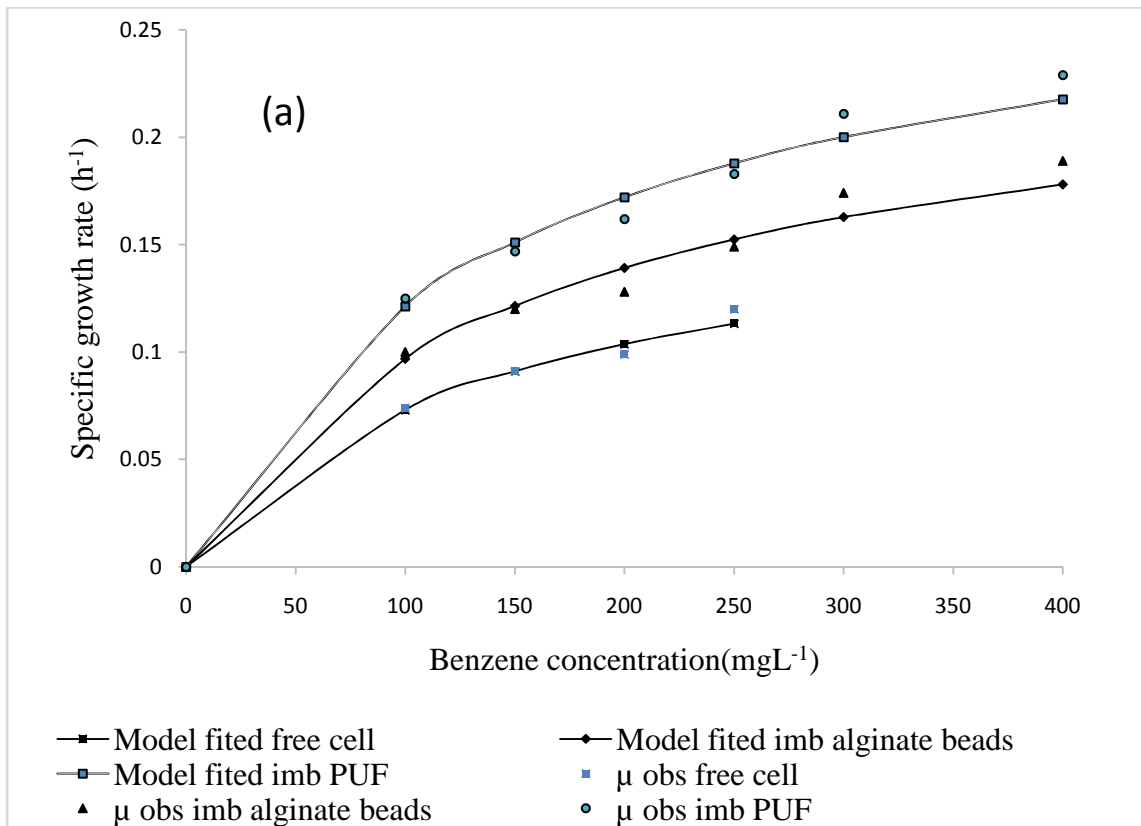 0.25
(a)
0.2
0.15
0.1
0.05
0
Specific growth rate (h⁻¹)
0 50 100 150 200 250 300 350 400
Benzene concentration(mgL⁻¹)
Model fited free cell
Model fited imb alginate beads
Model fited imb PUF
µ obs free cell
µ obs imb alginate beads
µ obs imb PUF